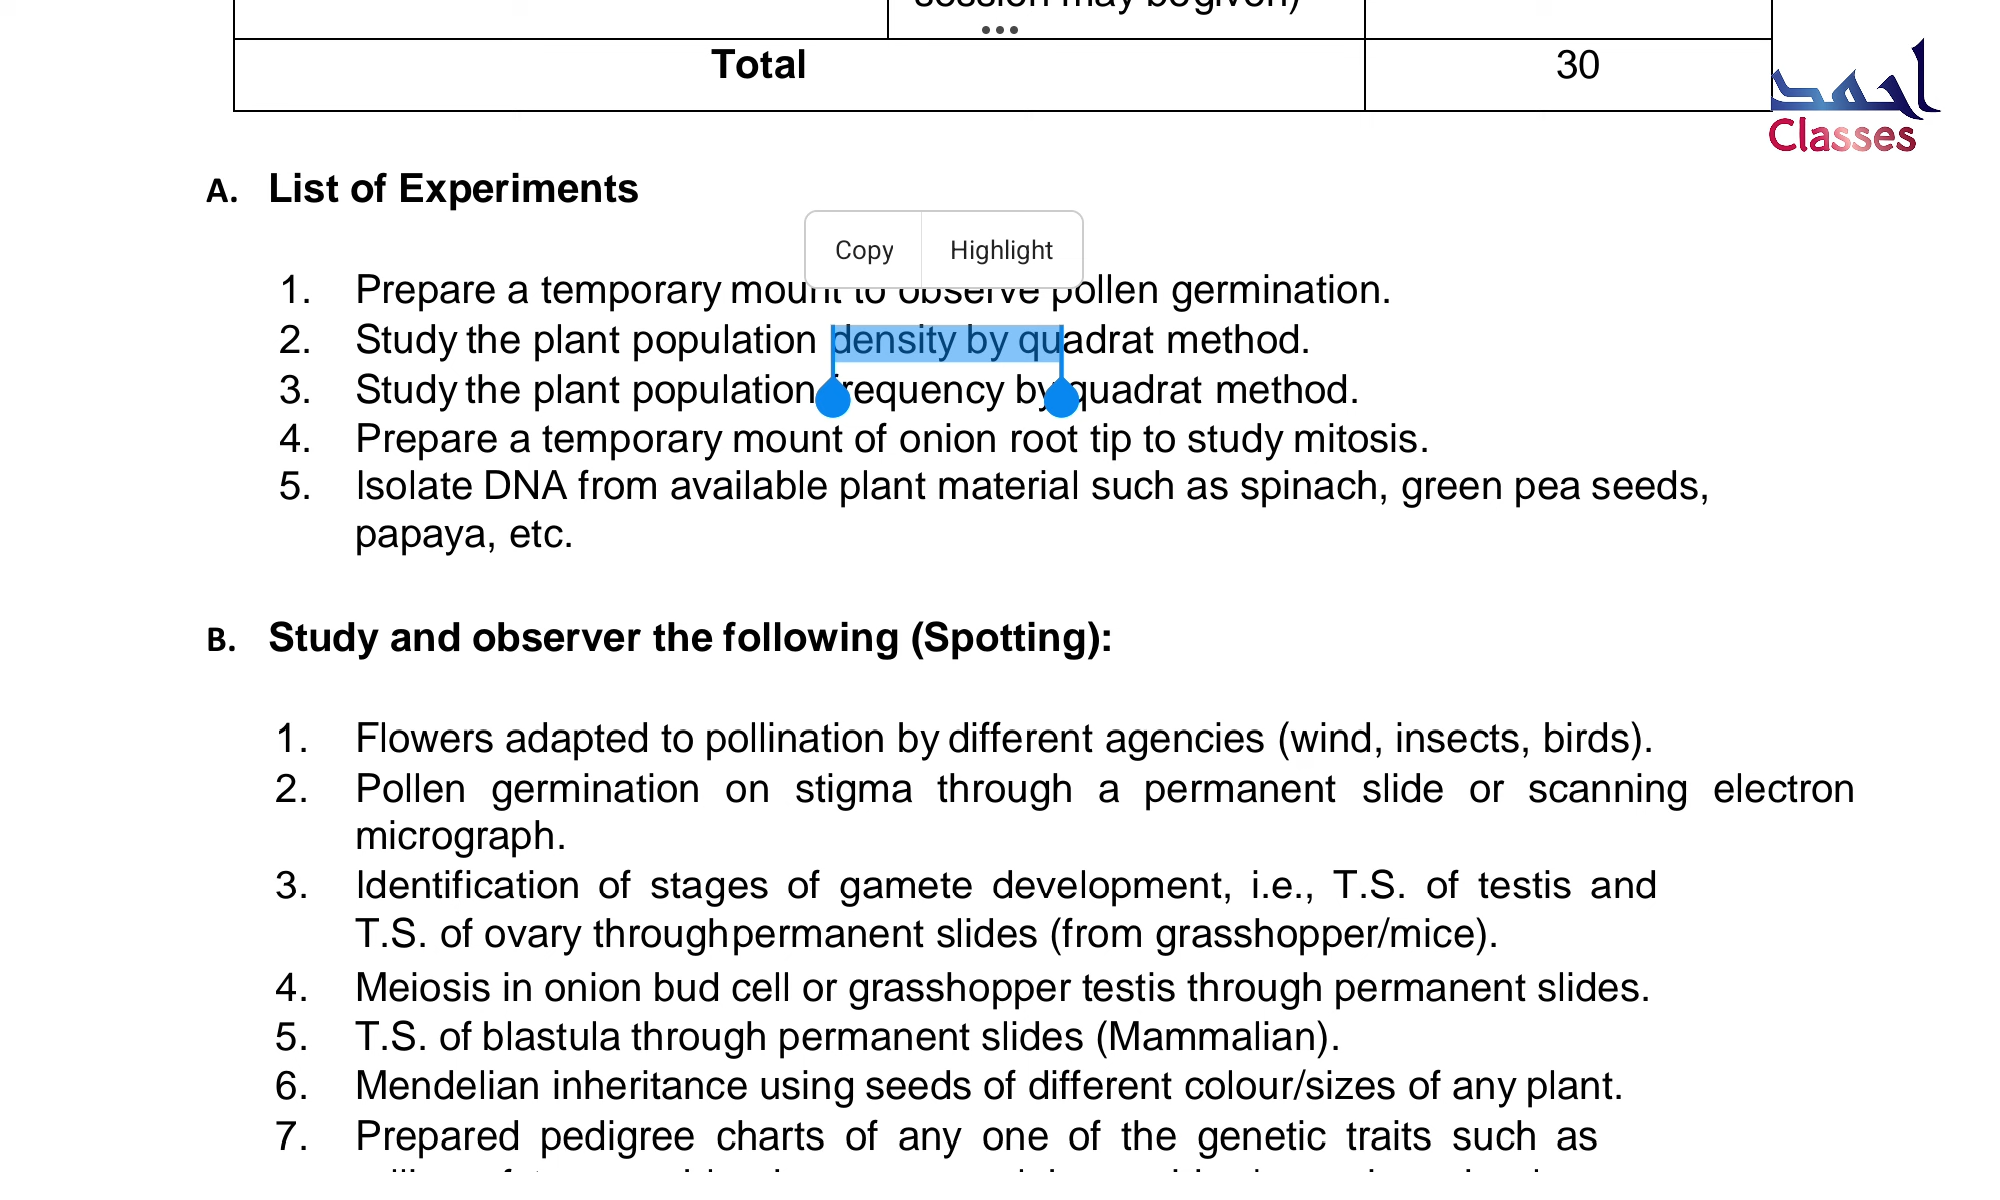 Total 30
احمد
Classes
A. List of Experiments
Copy Highlight
1. Prepare a temporary mount to observe pollen germination.
2. Study the plant population density by quadrat method.
3. Study the plant population frequency by quadrat method.
4. Prepare a temporary mount of onion root tip to study mitosis.
5. Isolate DNA from available plant material such as spinach, green pea seeds,
papaya, etc.
B. Study and observer the following (Spotting):
1. Flowers adapted to pollination by different agencies (wind, insects, birds).
2. Pollen germination on stigma through a permanent slide or scanning electron
micrograph.
3. Identification of stages of gamete development, i.e., T.S. of testis and
T.S. of ovary throughpermanent slides (from grasshopper/mice).
4. Meiosis in onion bud cell or grasshopper testis through permanent slides.
5. T.S. of blastula through permanent slides (Mammalian).
6. Mendelian inheritance using seeds of different colour/sizes of any plant.
7. Prepared pedigree charts of any one of the genetic traits such as